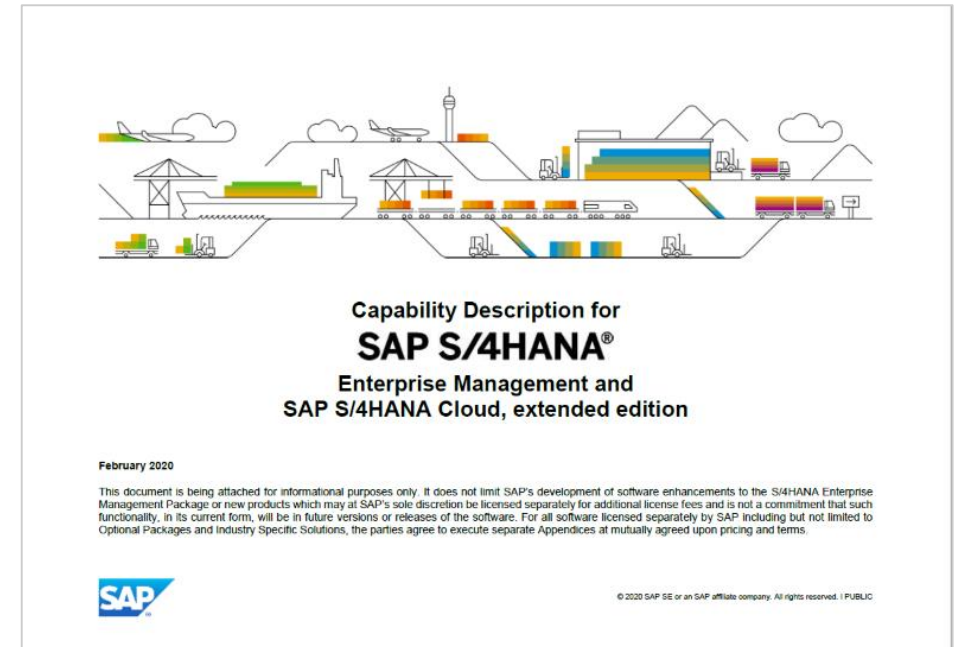 Capability Description for
SAP S/4HANA®
Enterprise Management and
SAP S/4HANA Cloud, extended edition
February 2020
This document is being attached for informational purposes only. It does not limit SAP's development of software enhancements to the S/4HANA Enterprise
Management Package or new products which may at SAP's sole discretion be licensed separately for additional license fees and is not a commitment that such
functionality, in its current form, will be in future versions or releases of the software. For all software licensed separately by SAP including but not limited to
Optional Packages and Industry Specific Solutions, the parties agree to execute separate Appendices at mutually agreed upon pricing and terms.
SAP
© 2020 SAP SE or an SAP affiliate company. All rights reserved. I PUBLIC